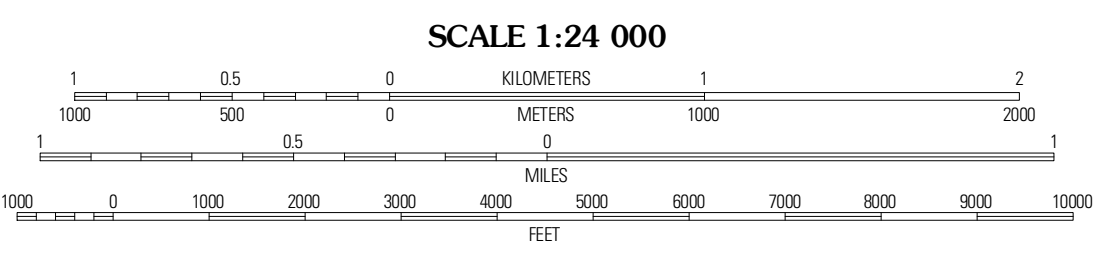 SCALE 1:24 000
1 0.5 0 KILOMETERS 1 2
1000 500 0 METERS 1000 2000
1 0.5 0 1
MILES
1000 0 1000 2000 3000 4000 5000 6000 7000 8000 9000 10000
FEET